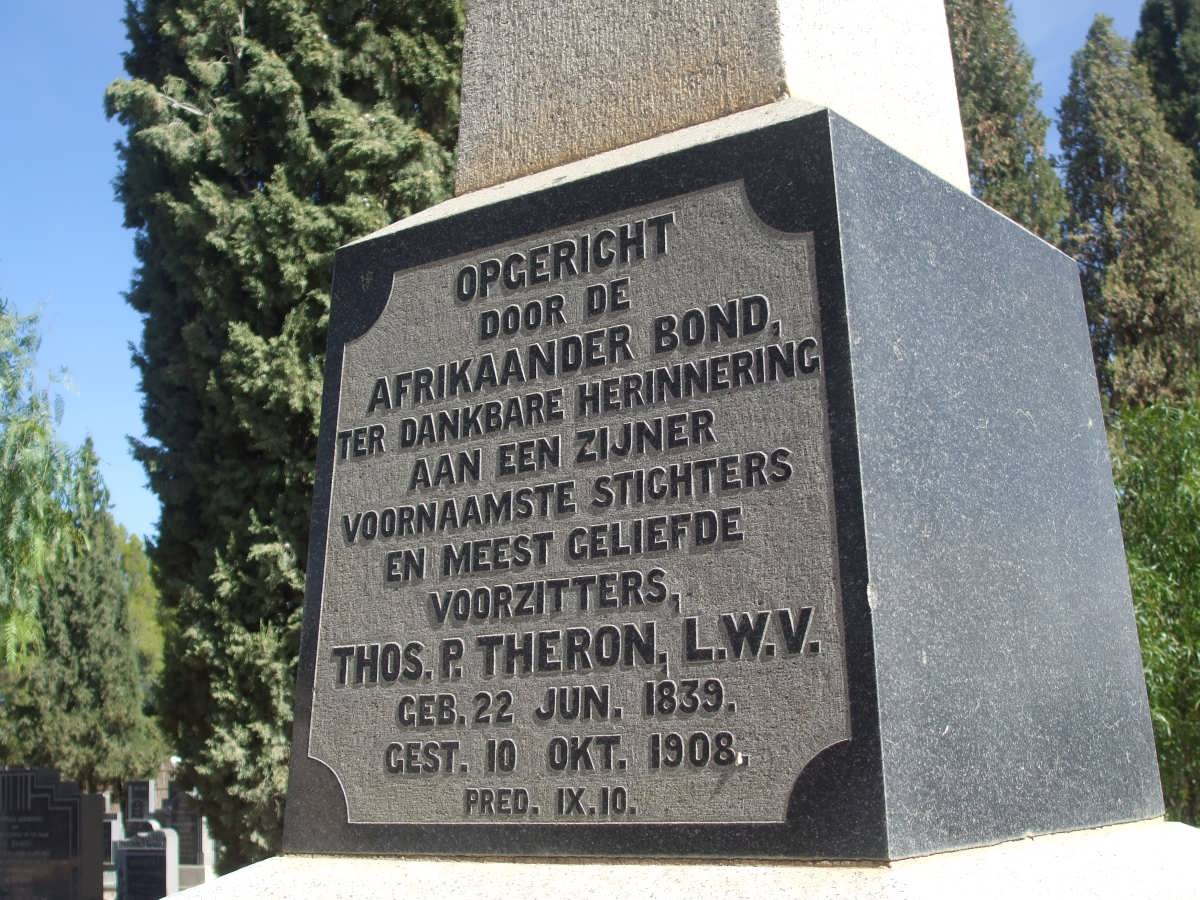 OPGERICHT
DOOR DE
AFRIKAANDER BOND,
TER DANKBARE HERINNERING
AAN EEN ZIJNER
VOORNAAMSTE STICHTERS
EN MEEST GELIEFDE
VOORZITTERS,
THOS. P. THERON, L.W.V.
GEB. 22 JUN. 1839.
GEST. 10 OKT. 1908.
PRED. IX.10.